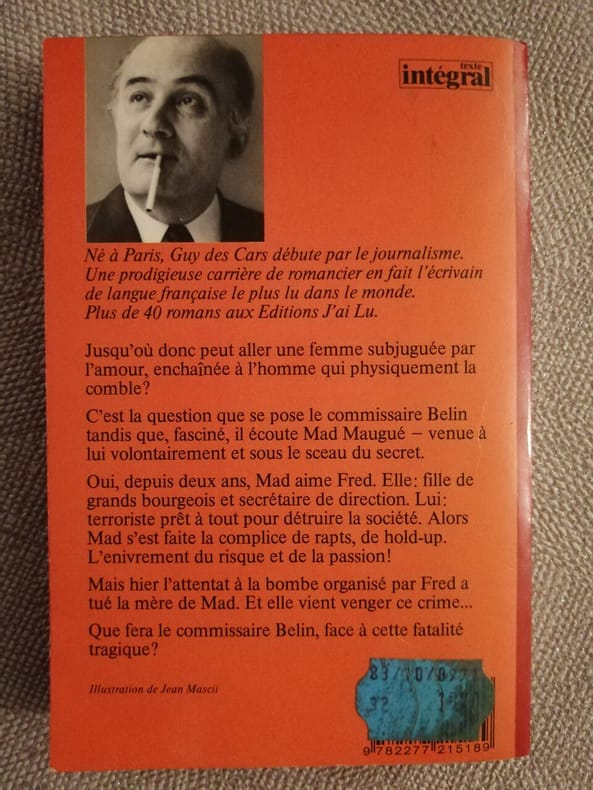 texte
intégral
Né à Paris, Guy des Cars débute par le journalisme.
Une prodigieuse carrière de romancier en fait l'écrivain
de langue française le plus lu dans le monde.
Plus de 40 romans aux Editions J'ai Lu.
Jusqu'où donc peut aller une femme subjuguée par
l'amour, enchaînée à l'homme qui physiquement la
comble?
C'est la question que se pose le commissaire Belin
tandis que, fasciné, il écoute Mad Maugué – venue à
lui volontairement et sous le sceau du secret.
Oui, depuis deux ans, Mad aime Fred. Elle: fille de
grands bourgeois et secrétaire de direction. Lui:
terroriste prêt à tout pour détruire la société. Alors
Mad s'est faite la complice de rapts, de hold-up.
L'enivrement du risque et de la passion!
Mais hier l'attentat à la bombe organisé par Fred a
tué la mère de Mad. Et elle vient venger ce crime...
Que fera le commissaire Belin, face à cette fatalité
tragique?
Illustration de Jean Mascii
32
9 782277 215189